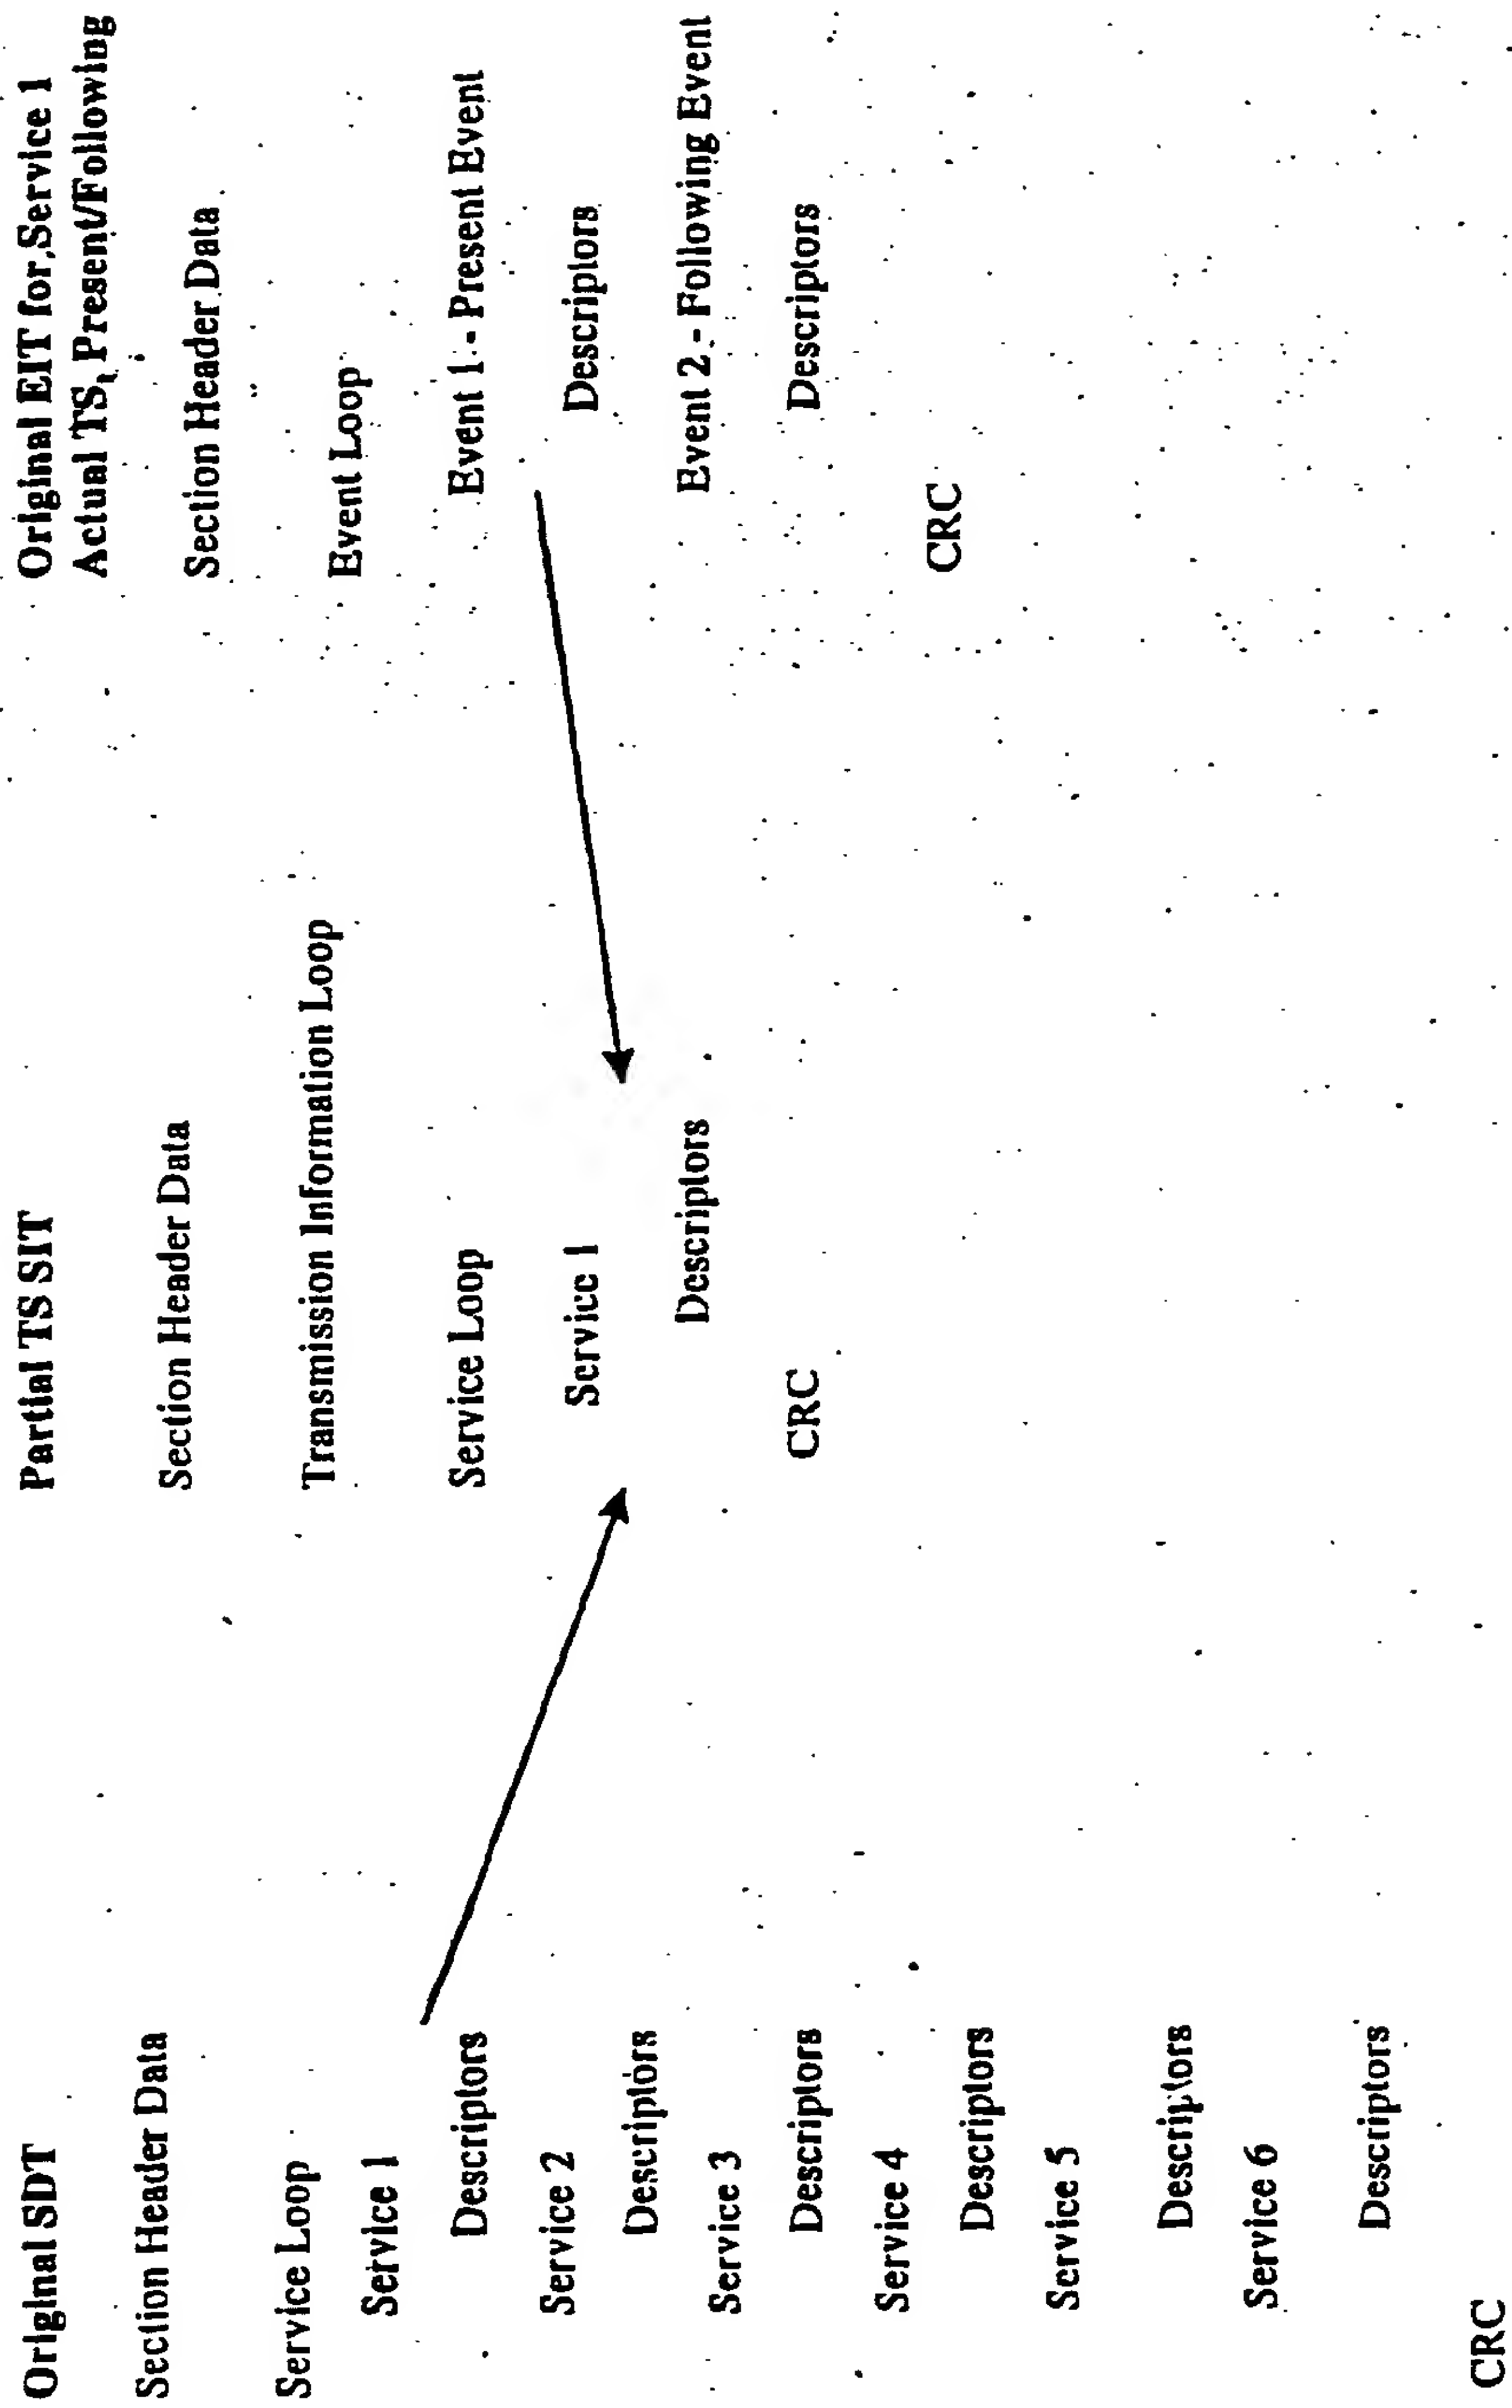 Original SDT
Section Header Data
Service Loop
Service 1
Descriptors
Service 2
Descriptors
Service 3
Descriptors
Service 4
Descriptors
Service 5
Descriptors
Service 6
Descriptors
CRC
Partial TS SIT
Section Header Data
Transmission Information Loop
Service Loop
Service 1
Descriptors
CRC
Original EIT for Service 1
Actual TS, Present/Following
Section Header Data
Event Loop
Event 1 - Present Event
Descriptors
Event 2 - Following Event
Descriptors
CRC